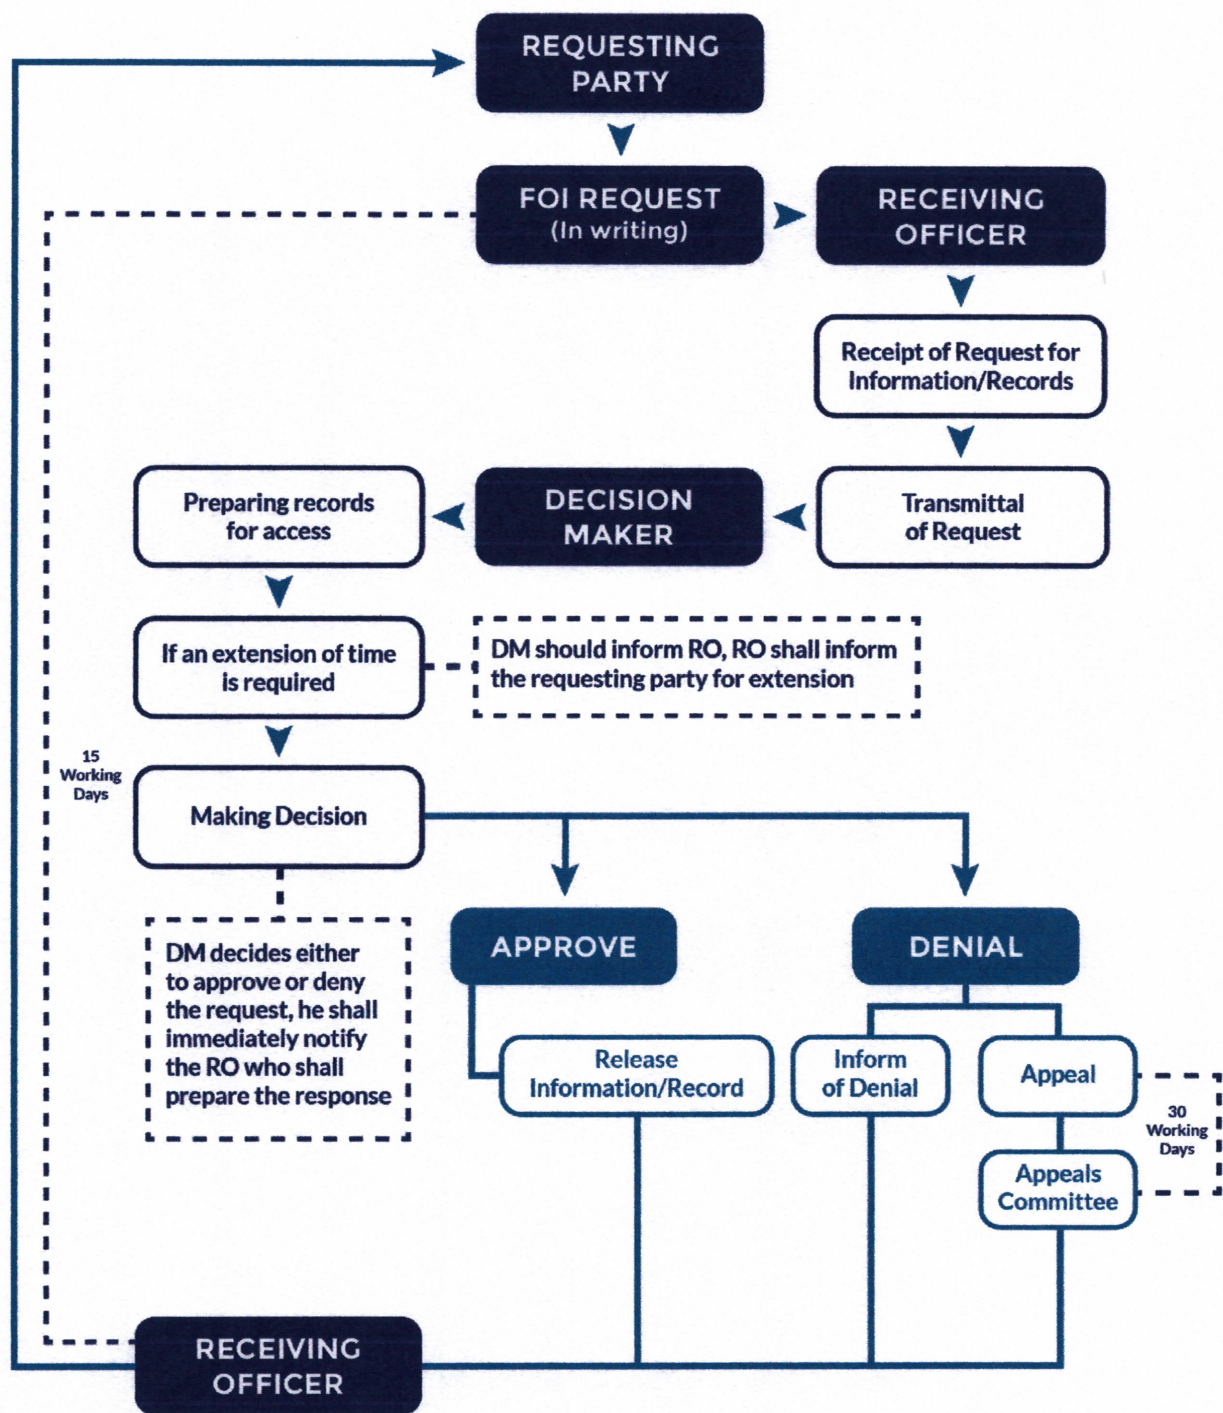 REQUESTING
PARTY
FOI REQUEST
(In writing)
RECEIVING
OFFICER
Receipt of Request for
Information/Records
Transmittal
of Request
DECISION
MAKER
Preparing records
for access
If an extension of time
is required
DM should inform RO, RO shall inform
the requesting party for extension
15
Working
Days
Making Decision
DM decides either
to approve or deny
the request, he shall
immediately notify
the RO who shall
prepare the response
APPROVE
DENIAL
Release
Information/Record
Inform
of Denial
Appeal
30
Working
Days
Appeals
Committee
RECEIVING
OFFICER